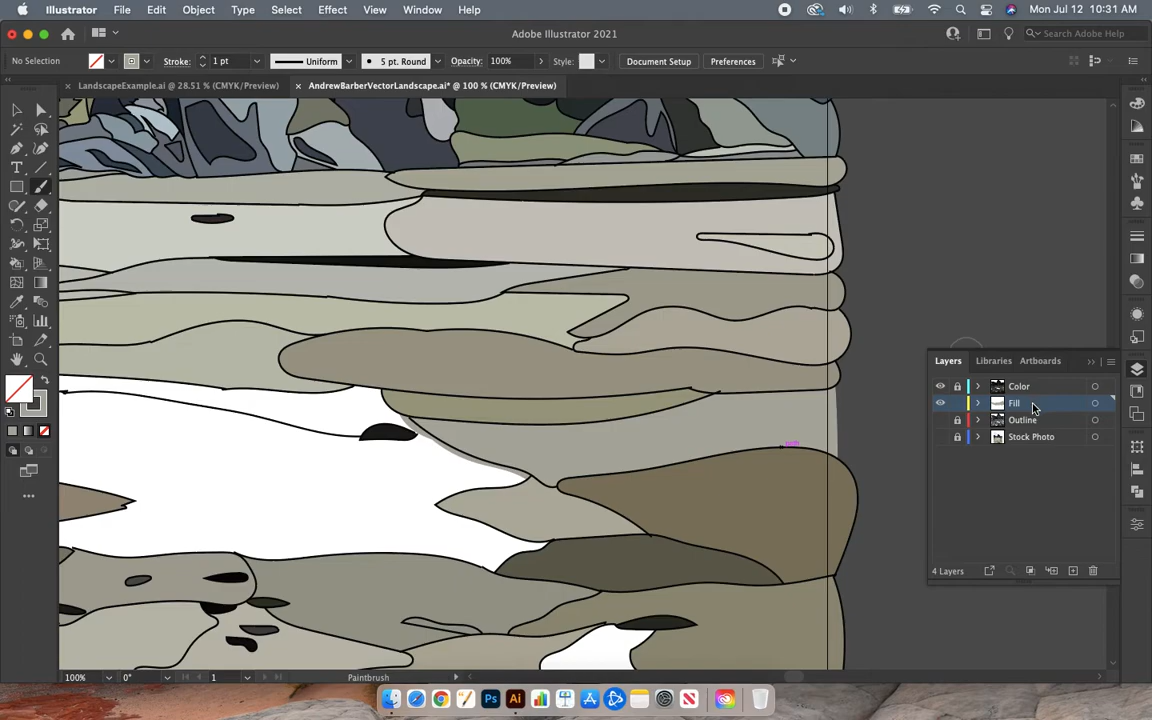 Illustrator File Edit Object Type Select Effect View Window Help Mon Jul 12 10:31 AM
Adobe Illustrator 2021 Search Adobe Help
No Selection Stroke: 1 pt Uniform 5 pt. Round Opacity: 100% Style: Document Setup Preferences
× LandscapeExample.ai @ 28.51 % (CMYK/Preview) × AndrewBarberVectorLandscape.ai* @ 100 % (CMYK/Preview)
Layers Libraries Artboards
Color
Fill
Outline
Stock Photo
path
4 Layers
100% 0° 1 Paintbrush
Ps Ai